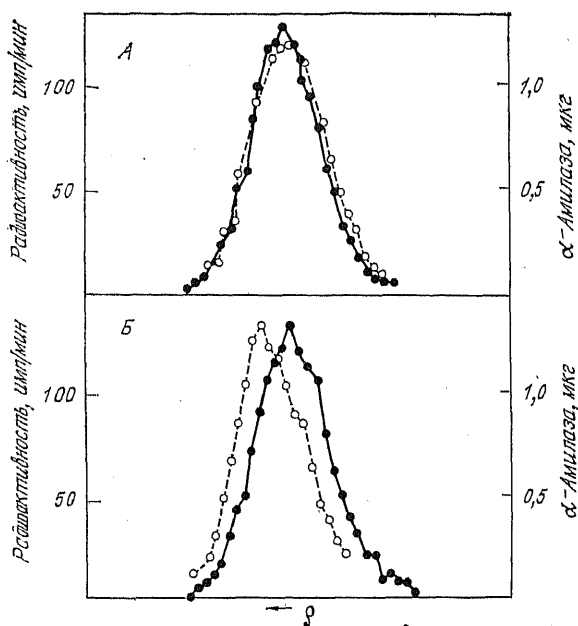 А
Радиоактивность, имп/мин
100
50
1,0
0,5
α-Амилаза, мкг
Б
Радиоактивность, имп/мин
100
50
1,0
0,5
α-Амилаза, мкг
← ρ